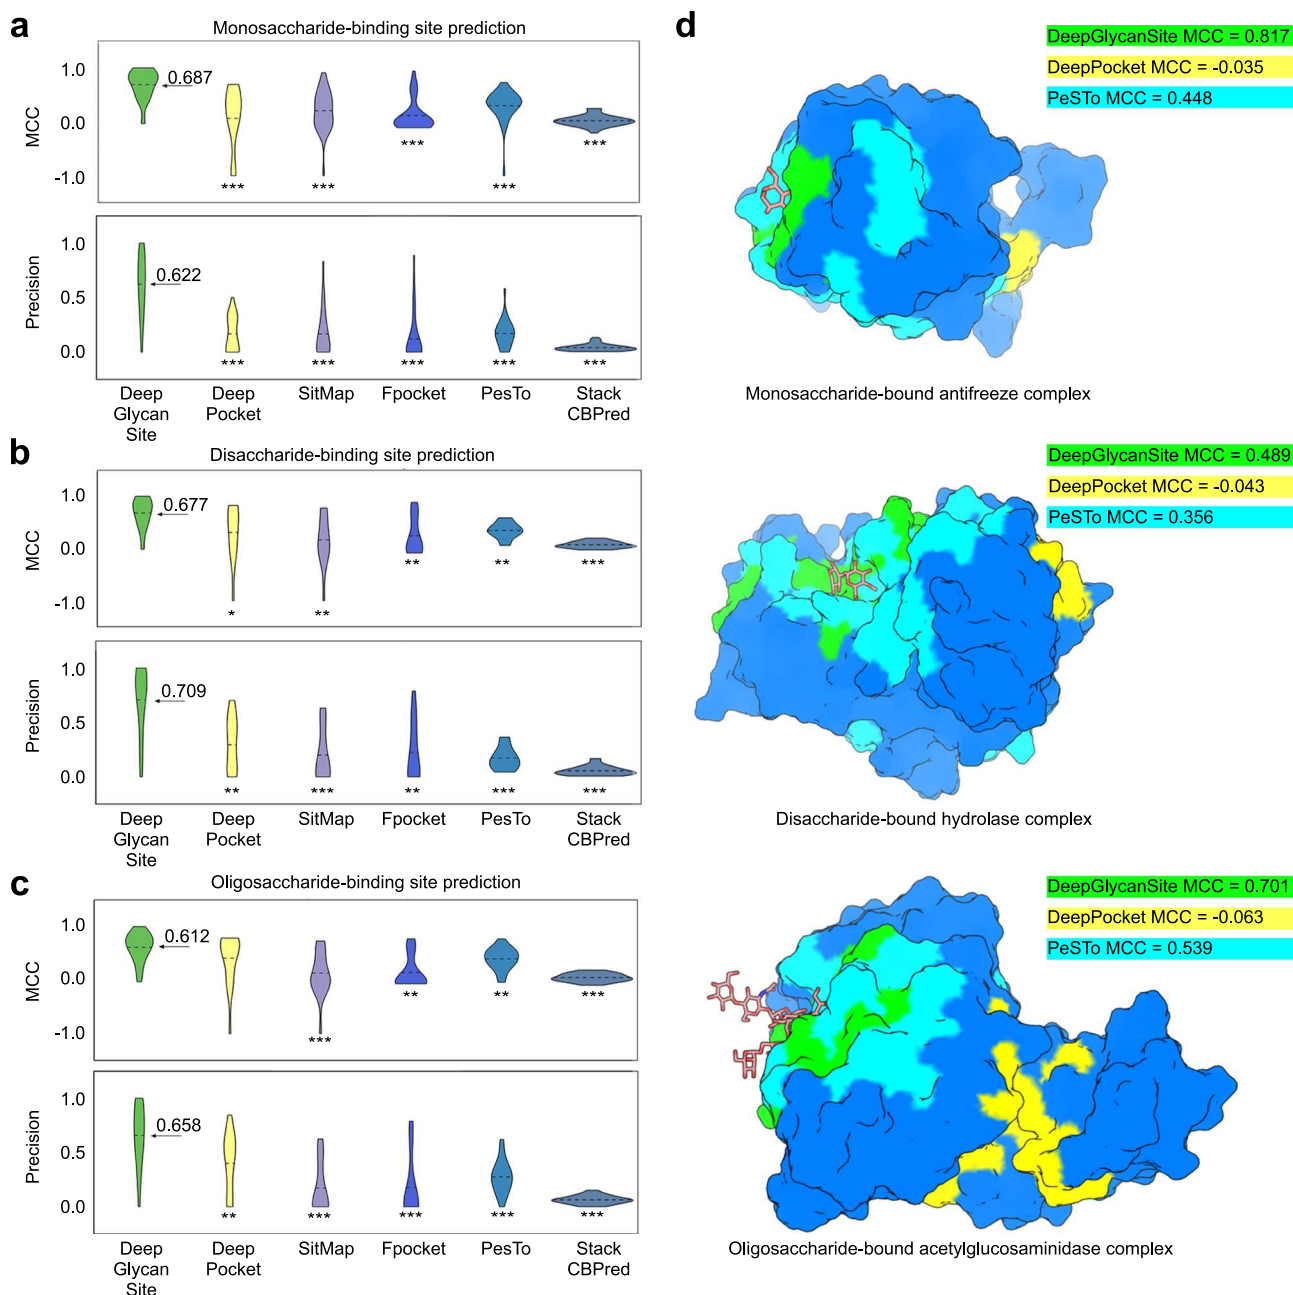 a
Monosaccharide-binding site prediction
MCC
1.0
0.0
-1.0
0.687
***
***
***
***
***
Precision
1.0
0.5
0.0
0.622
***
***
***
***
***
Deep
Glycan
Site
Deep
Pocket
SitMap
Fpocket
PesTo
Stack
CBPred
b
Disaccharide-binding site prediction
MCC
1.0
0.0
-1.0
0.677
*
**
**
**
***
Precision
1.0
0.5
0.0
0.709
**
***
**
***
***
Deep
Glycan
Site
Deep
Pocket
SitMap
Fpocket
PesTo
Stack
CBPred
c
Oligosaccharide-binding site prediction
MCC
1.0
0.0
-1.0
0.612
***
**
**
***
Precision
1.0
0.5
0.0
0.658
**
***
***
***
***
Deep
Glycan
Site
Deep
Pocket
SitMap
Fpocket
PesTo
Stack
CBPred
d
DeepGlycanSite MCC = 0.817
DeepPocket MCC = -0.035
PeSTo MCC = 0.448
Monosaccharide-bound antifreeze complex
DeepGlycanSite MCC = 0.489
DeepPocket MCC = -0.043
PeSTo MCC = 0.356
Disaccharide-bound hydrolase complex
DeepGlycanSite MCC = 0.701
DeepPocket MCC = -0.063
PeSTo MCC = 0.539
Oligosaccharide-bound acetylglucosaminidase complex